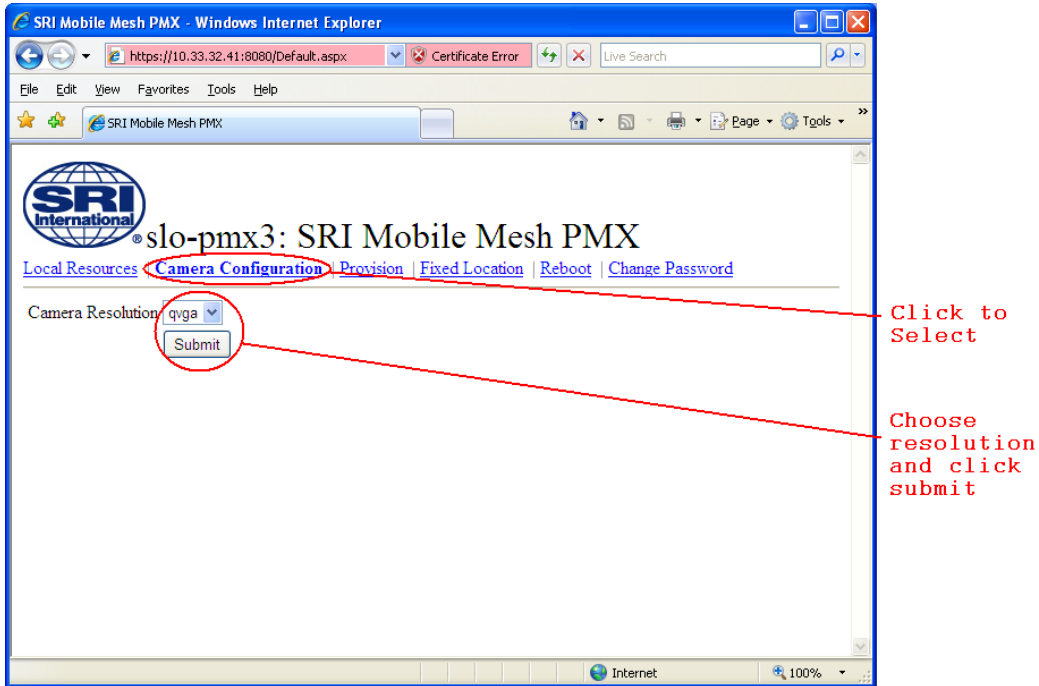 SRI Mobile Mesh PMX - Windows Internet Explorer
https://10.33.32.41:8080/Default.aspx Certificate Error Live Search
File Edit View Favorites Tools Help
SRI Mobile Mesh PMX Page Tools »
SRI
International
® slo-pmx3: SRI Mobile Mesh PMX
Local Resources | Camera Configuration | Provision | Fixed Location | Reboot | Change Password
Camera Resolution qvga
Submit
Click to
Select
Choose
resolution
and click
submit
Internet 100%